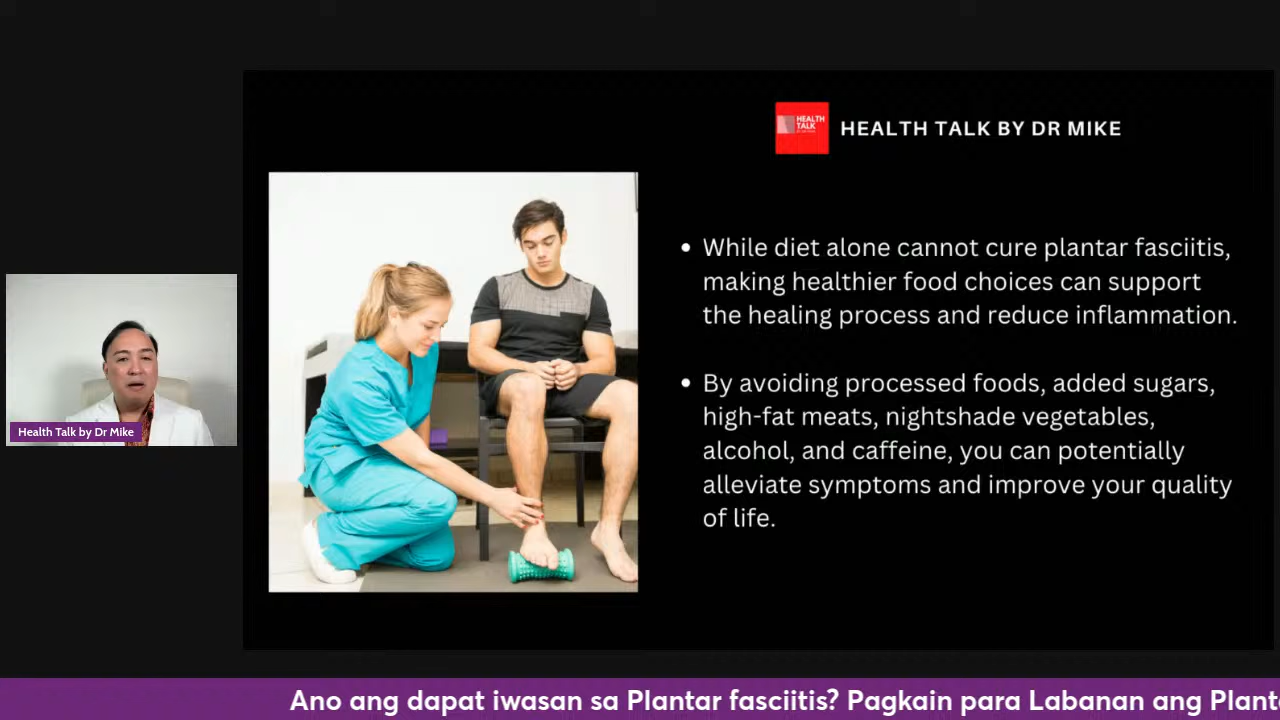 HEALTH
TALK
HEALTH TALK BY DR MIKE
While diet alone cannot cure plantar fasciitis,
making healthier food choices can support
the healing process and reduce inflammation.
By avoiding processed foods, added sugars,
high-fat meats, nightshade vegetables,
alcohol, and caffeine, you can potentially
alleviate symptoms and improve your quality
of life.
Health Talk by Dr Mike
Ano ang dapat iwasan sa Plantar fasciitis? Pagkain para Labanan ang Plant